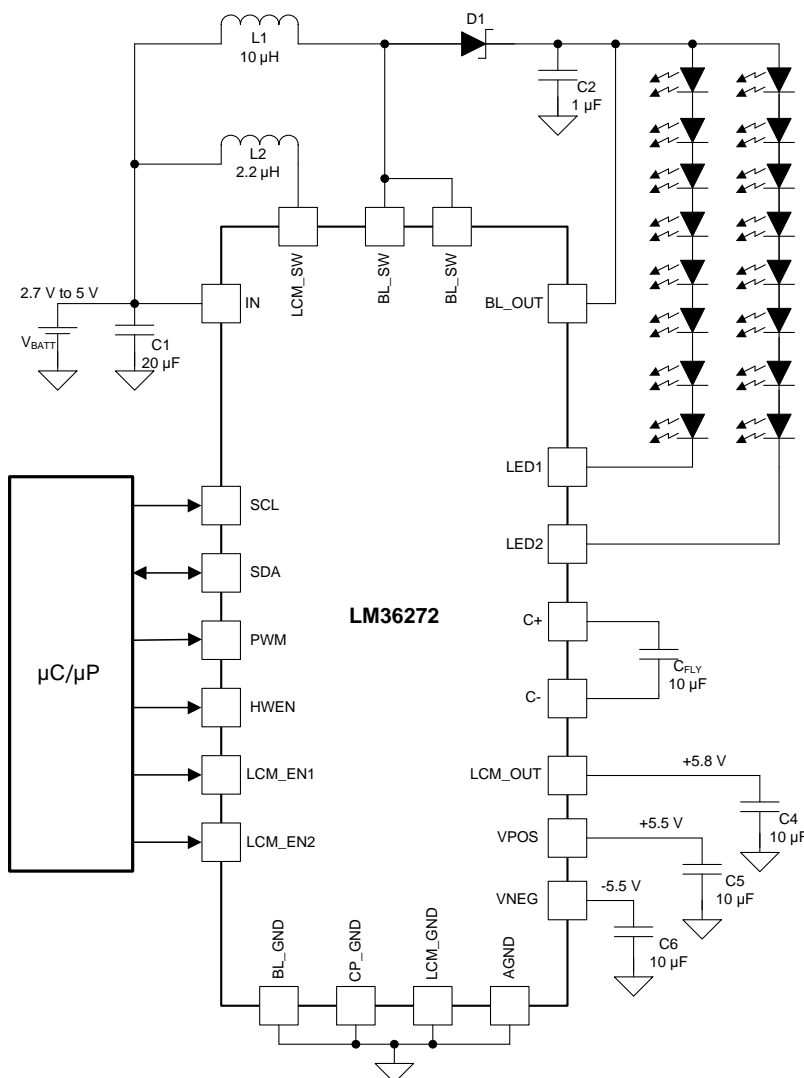 D1
L1
10 µH
C2
1 µF
L2
2.2 µH
LCM_SW
BL_SW
BL_SW
2.7 V to 5 V
IN
BL_OUT
VBATT
C1
20 µF
LED1
SCL
LED2
SDA
LM36272
C+
PWM
µC/µP
CFLY
10 µF
HWEN
C-
LCM_EN1
LCM_OUT
+5.8 V
C4
10 µF
LCM_EN2
VPOS
+5.5 V
C5
10 µF
VNEG
-5.5 V
C6
10 µF
BL_GND
CP_GND
LCM_GND
AGND